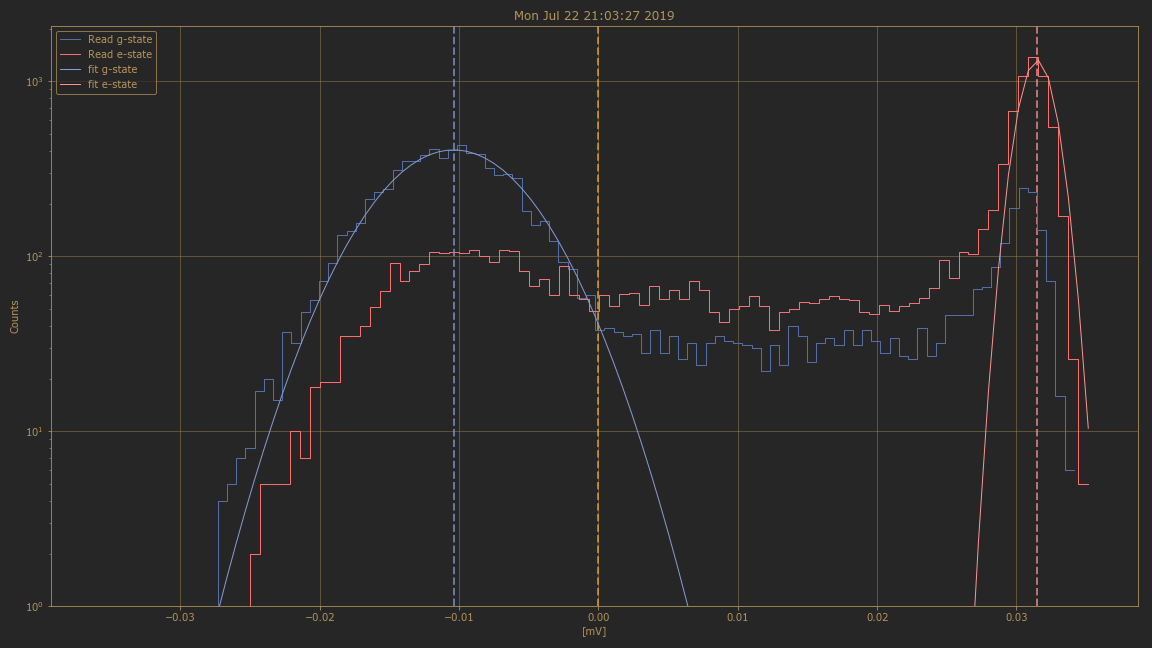 Mon Jul 22 21:03:27 2019
Read g-state
Read e-state
fit g-state
fit e-state
10³
10²
10¹
10⁰
Counts
−0.03 −0.02 −0.01 0.00 0.01 0.02 0.03
[mV]